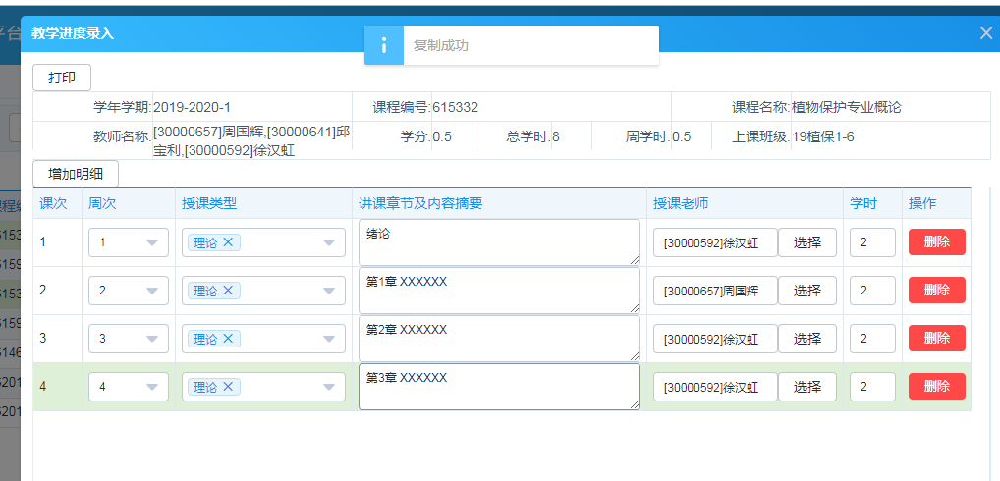 平台
教学进度录入
复制成功
打印
学年学期:2019-2020-1 课程编号:615332 课程名称:植物保护专业概论
教师名称:[30000657]周国辉,[30000641]邱宝利,[30000592]徐汉虹 学分:0.5 总学时:8 周学时:0.5 上课班级:19植保1-6
增加明细
课次 周次 授课类型 讲课章节及内容摘要 授课老师 学时 操作
1 1 理论 绪论 [30000592]徐汉虹 选择 2 删除
2 2 理论 第1章 XXXXXX [30000657]周国辉 选择 2 删除
3 3 理论 第2章 XXXXXX [30000592]徐汉虹 选择 2 删除
4 4 理论 第3章 XXXXXX [30000592]徐汉虹 选择 2 删除